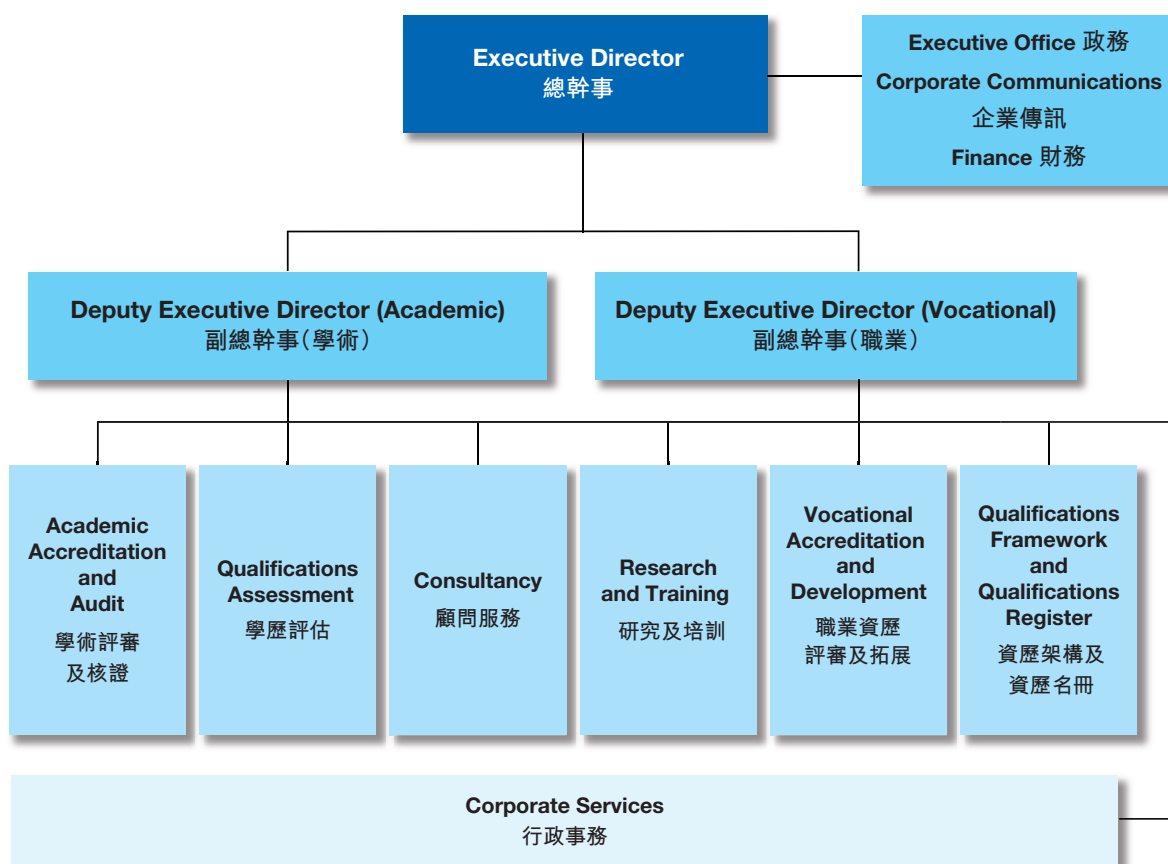 Executive Director
總幹事
Executive Office 政務
Corporate Communications
企業傳訊
Finance 財務
Deputy Executive Director (Academic)
副總幹事(學術)
Deputy Executive Director (Vocational)
副總幹事(職業)
Academic
Accreditation
and
Audit
學術評審
及核證
Qualifications
Assessment
學歷評估
Consultancy
顧問服務
Research
and Training
研究及培訓
Vocational
Accreditation
and
Development
職業資歷
評審及拓展
Qualifications
Framework
and
Qualifications
Register
資歷架構及
資歷名冊
Corporate Services
行政事務